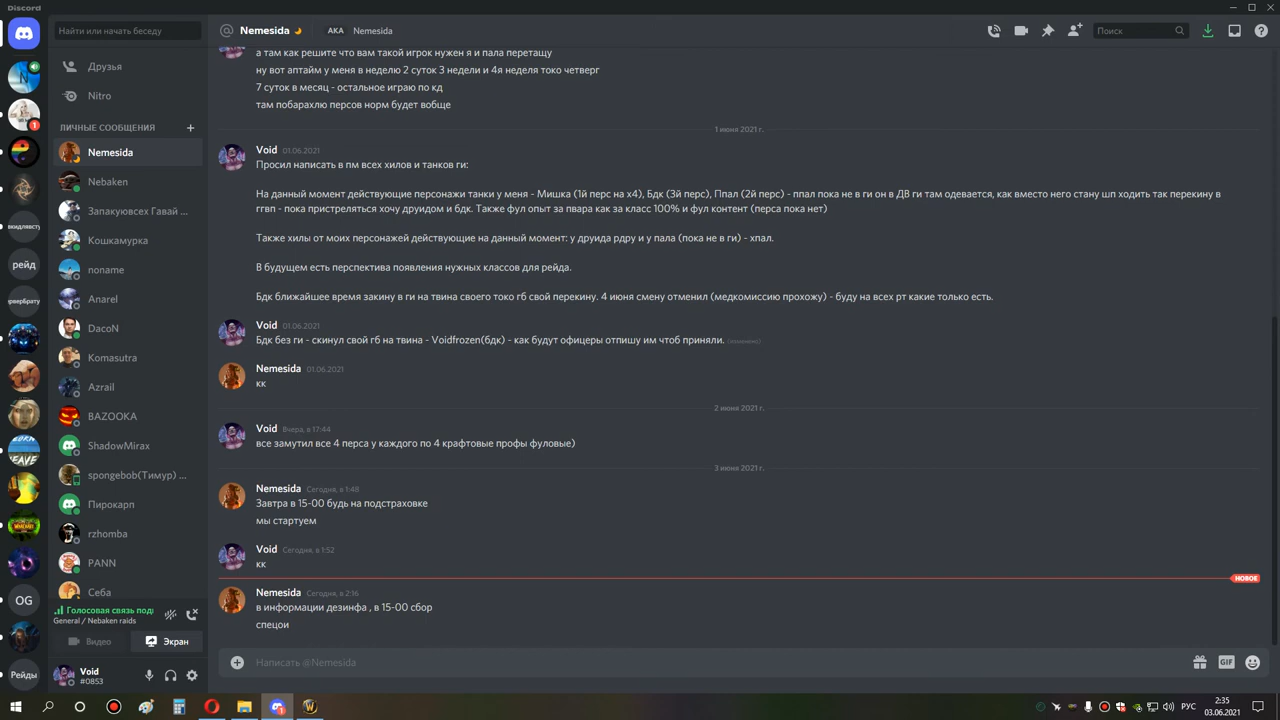 Discord
Найти или начать беседу
Nemesida
AKA Nemesida
Поиск
Друзья
Nitro
ЛИЧНЫЕ СООБЩЕНИЯ
Nemesida
Nebaken
Запакуювсех Гавай ...
Кошкамурка
noname
Anarel
DacoN
Komasutra
Azrail
BAZOOKA
ShadowMirax
spongebob(Тимур) ...
Пирокарп
rzhomba
PANN
Себа
1
рейд
OG
Рейды
Голосовая связь под
General / Nebaken raids
Видео
Экран
Void
#0853
а там как решите что вам такой игрок нужен я и пала перетащу
ну вот аптайм у меня в неделю 2 суток 3 недели и 4я неделя токо четверг
7 суток в месяц - остальное играю по кд
там побарахлю персов норм будет вобще
1 июня 2021 г.
Void 01.06.2021
Просил написать в пм всех хилов и танков ги:
На данный момент действующие персонажи танки у меня - Мишка (1й перс на х4), Бдк (3й перс), Ппал (2й перс) - ппал пока не в ги он в ДВ ги там одевается, как вместо него стану шп ходить так перекину в
ггвп - пока пристреляться хочу друидом и бдк. Также фул опыт за пвара как за класс 100% и фул контент (перса пока нет)
Также хилы от моих персонажей действующие на данный момент: у друида рдру и у пала (пока не в ги) - хпал.
В будущем есть перспектива появления нужных классов для рейда.
Бдк ближайшее время закину в ги на твина своего токо гб свой перекину. 4 июня смену отменил (медкомиссию прохожу) - буду на всех рт какие только есть.
Void 01.06.2021
Бдк без ги - скинул свой гб на твина - Voidfrozen(бдк) - как будут офицеры отпишу им чтоб приняли. (изменено)
Nemesida 01.06.2021
кк
2 июня 2021 г.
Void Вчера, в 17:44
все замутил все 4 перса у каждого по 4 крафтовые профы фуловые)
3 июня 2021 г.
Nemesida Сегодня, в 1:48
Завтра в 15-00 будь на подстраховке
мы стартуем
Void Сегодня, в 1:52
кк
НОВОЕ
Nemesida Сегодня, в 2:16
в информации дезинфа , в 15-00 сбор
спецои
Написать @Nemesida
GIF
РУС
2:35
03.06.2021